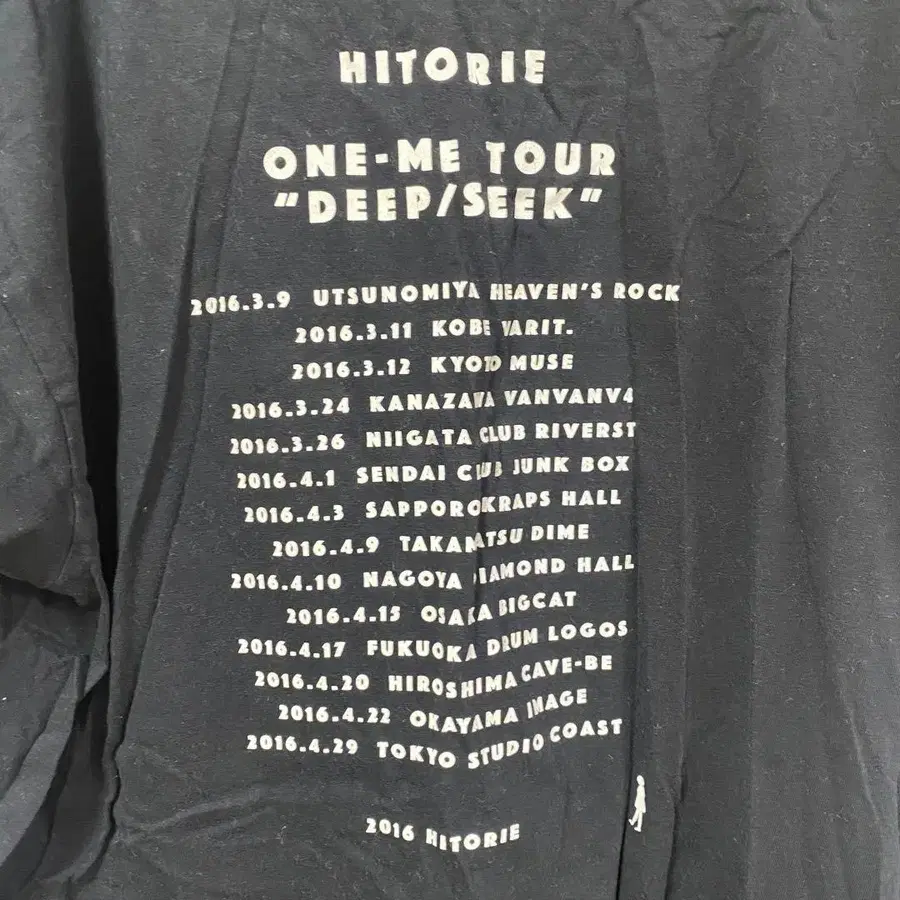 HITORIE
ONE-ME TOUR
"DEEP/SEEK"
2016.3.9 UTSUNOMIYA HEAVEN'S ROCK
2016.3.11 KOBE VARIT.
2016.3.12 KYOTO MUSE
2016.3.24 KANAZAWA VANVANV4
2016.3.26 NIIGATA CLUB RIVERST
2016.4.1 SENDAI CLUB JUNK BOX
2016.4.3 SAPPORO KRAPS HALL
2016.4.9 TAKAMATSU DIME
2016.4.10 NAGOYA DIAMOND HALL
2016.4.15 OSAKA BIGCAT
2016.4.17 FUKUOKA DRUM LOGOS
2016.4.20 HIROSHIMA CAVE-BE
2016.4.22 OKAYAMA IMAGE
2016.4.29 TOKYO STUDIO COAST
2016 HITORIE